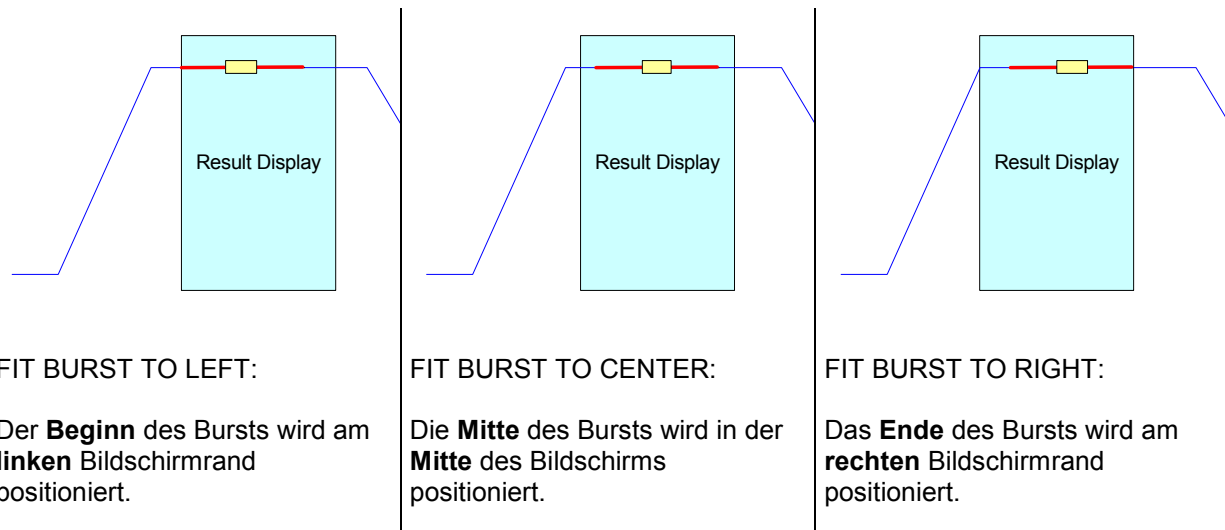 Result Display
FIT BURST TO LEFT:
Der Beginn des Bursts wird am
linken Bildschirmrand
positioniert.
Result Display
FIT BURST TO CENTER:
Die Mitte des Bursts wird in der
Mitte des Bildschirms
positioniert.
Result Display
FIT BURST TO RIGHT:
Das Ende des Bursts wird am
rechten Bildschirmrand
positioniert.